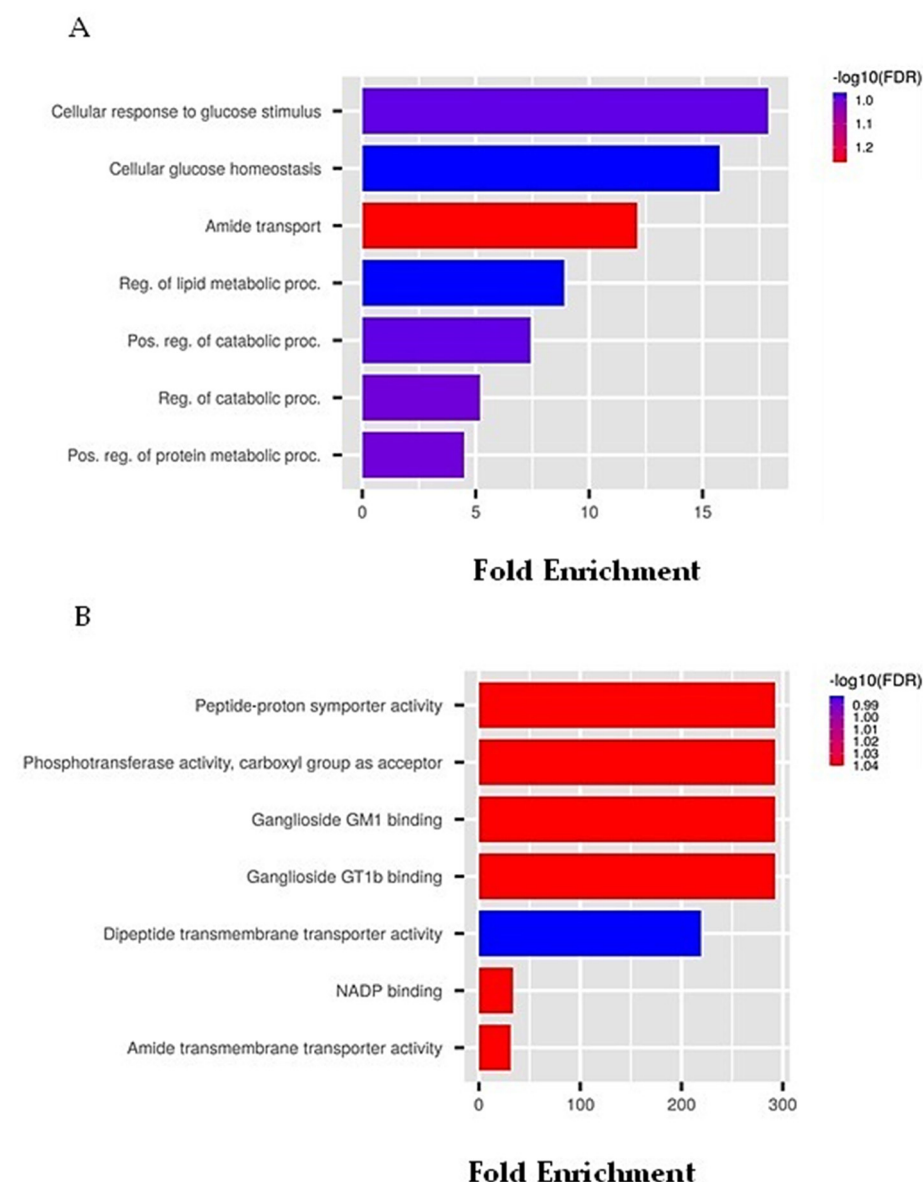 A
-log10(FDR)
1.0
1.1
1.2
Cellular response to glucose stimulus
Cellular glucose homeostasis
Amide transport
Reg. of lipid metabolic proc.
Pos. reg. of catabolic proc.
Reg. of catabolic proc.
Pos. reg. of protein metabolic proc.
0 5 10 15
Fold Enrichment
B
-log10(FDR)
0.99
1.00
1.01
1.02
1.03
1.04
Peptide-proton symporter activity
Phosphotransferase activity, carboxyl group as acceptor
Ganglioside GM1 binding
Ganglioside GT1b binding
Dipeptide transmembrane transporter activity
NADP binding
Amide transmembrane transporter activity
0 100 200 300
Fold Enrichment